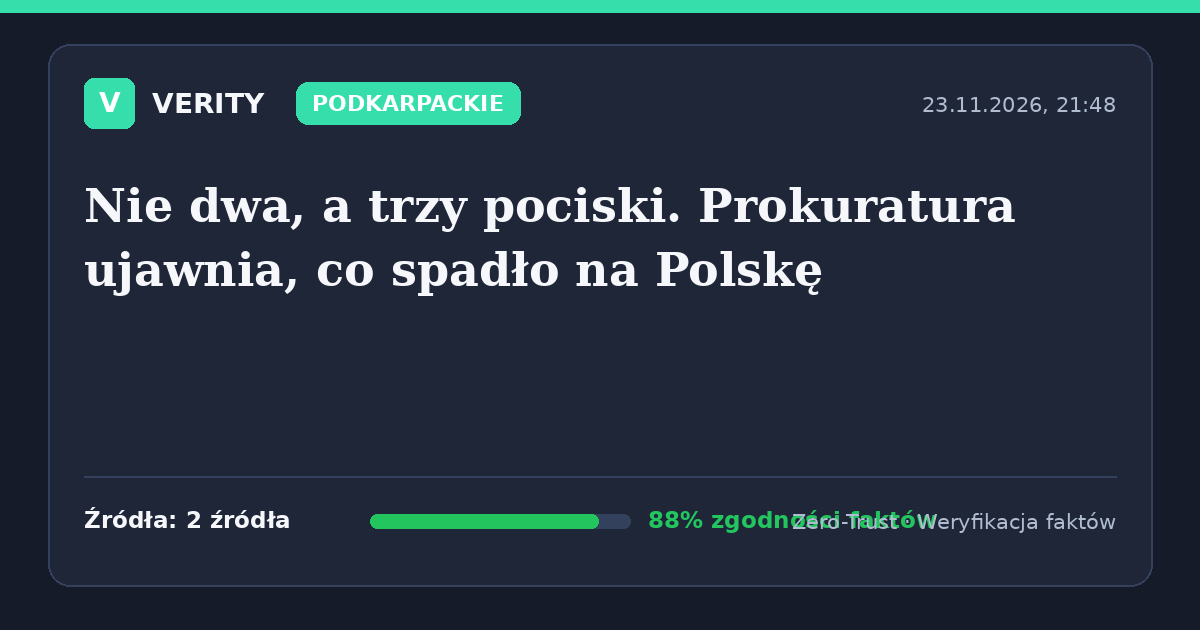 V VERITY PODKARPACKIE 23.11.2026, 21:48
Nie dwa, a trzy pociski. Prokuratura
ujawnia, co spadło na Polskę
Źródła: 2 źródła 88% zgodności faktów Zero-Trust · Weryfikacja faktów